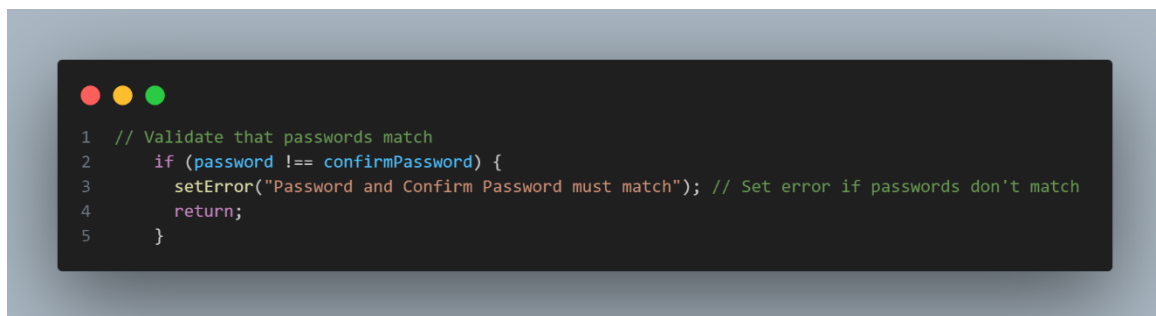 1 // Validate that passwords match
2 if (password !== confirmPassword) {
3 setError("Password and Confirm Password must match"); // Set error if passwords don't match
4 return;
5 }